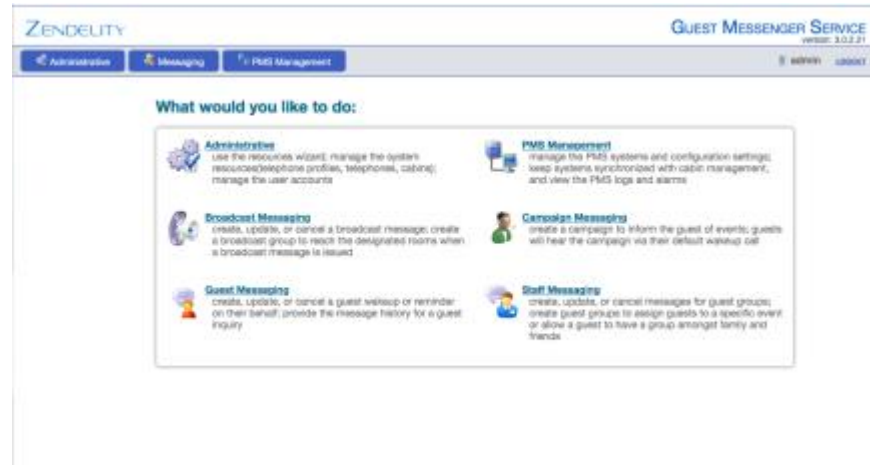 ZENDELITY
GUEST MESSENGER SERVICE
version: 3.0.2.21
Administrative
Messaging
PMS Management
admin
LOGOUT
What would you like to do:
Administrative
use the resources wizard; manage the system
resources(telephone profiles, telephones, cabins);
manage the user accounts
PMS Management
manage the PMS systems and configuration settings;
keep systems synchronized with cabin management,
and view the PMS logs and alarms
Broadcast Messaging
create, update, or cancel a broadcast message; create
a broadcast group to reach the designated rooms when
a broadcast message is issued
Campaign Messaging
create a campaign to inform the guest of events; guests
will hear the campaign via their default wakeup call
Guest Messaging
create, update, or cancel a guest wakeup or reminder
on their behalf; provide the message history for a guest
inquiry
Staff Messaging
create, update, or cancel messages for guest groups;
create guest groups to assign guests to a specific event
or allow a guest to have a group amongst family and
friends